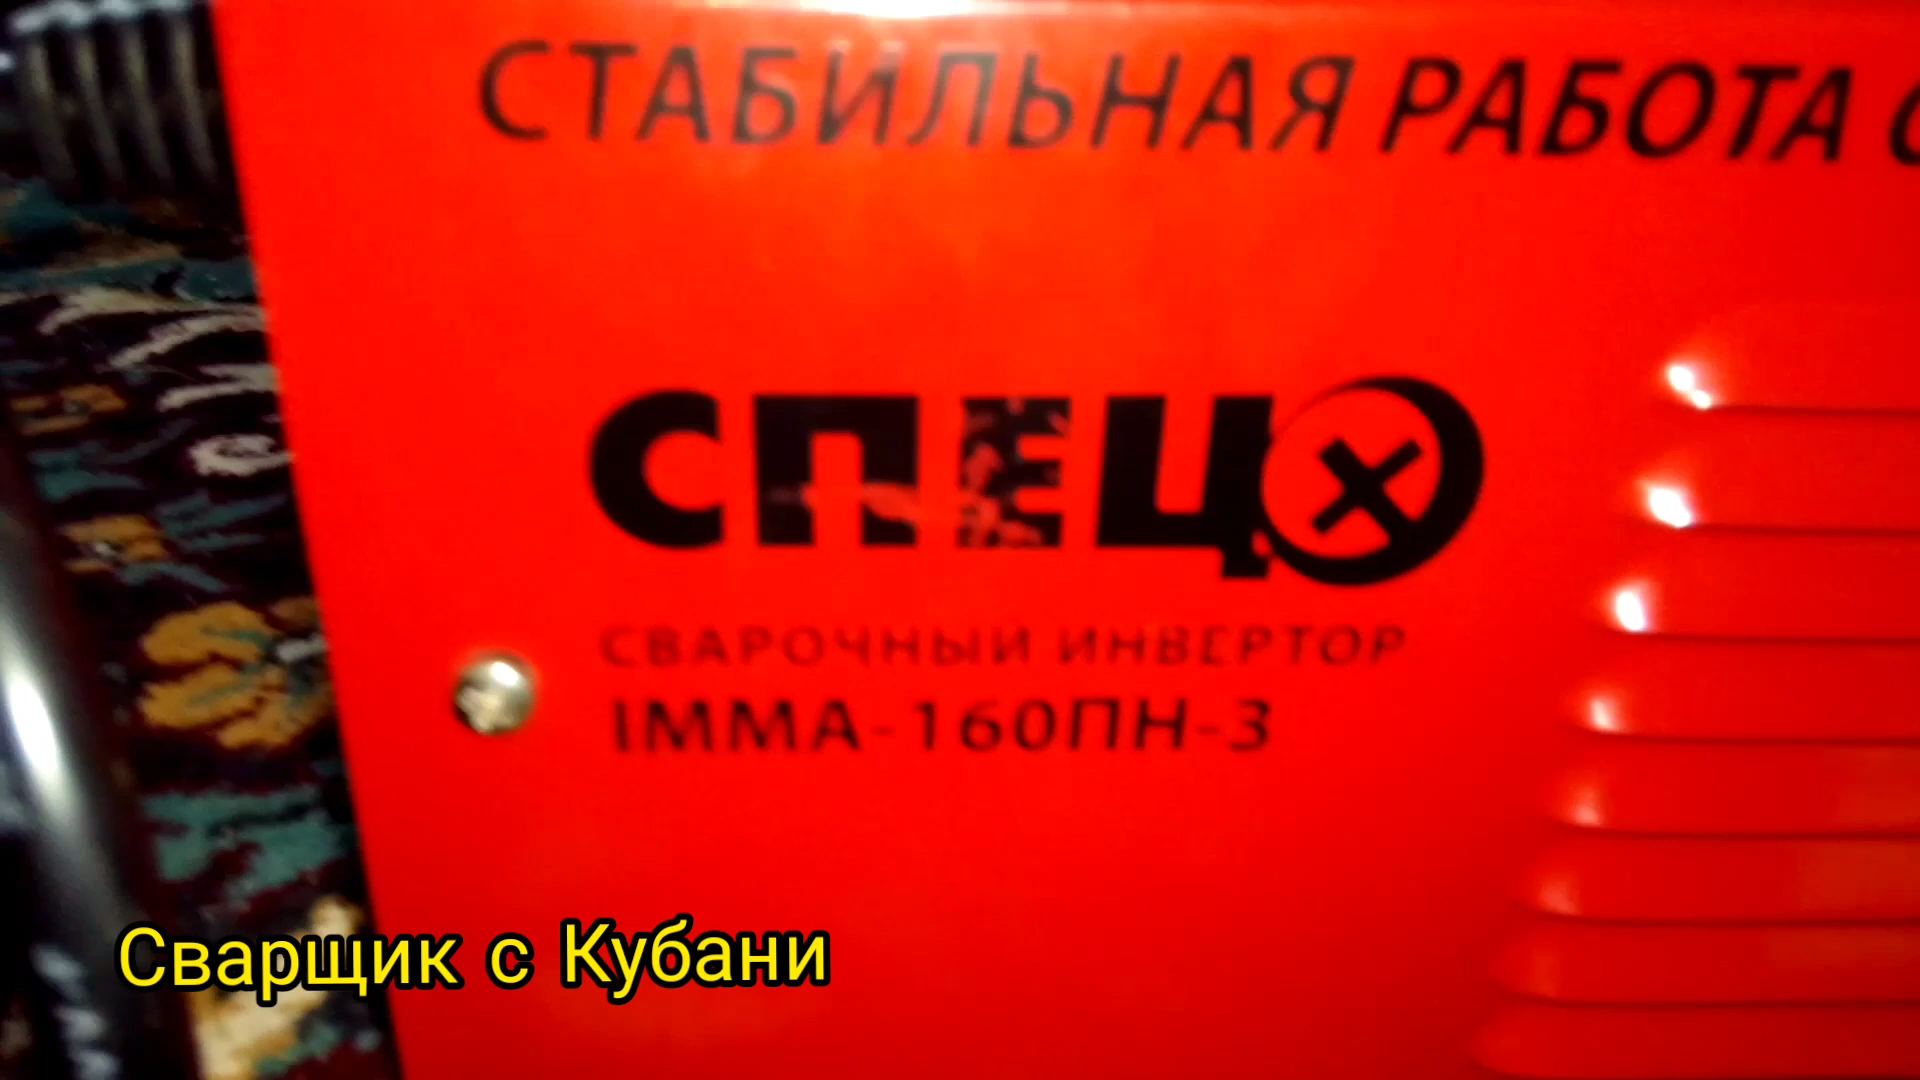 СТАБИЛЬНАЯ РАБОТА
СПЕЦ
СВАРОЧНЫЙ ИНВЕРТОР
IMMA-160ПН-3
Сварщик с Кубани